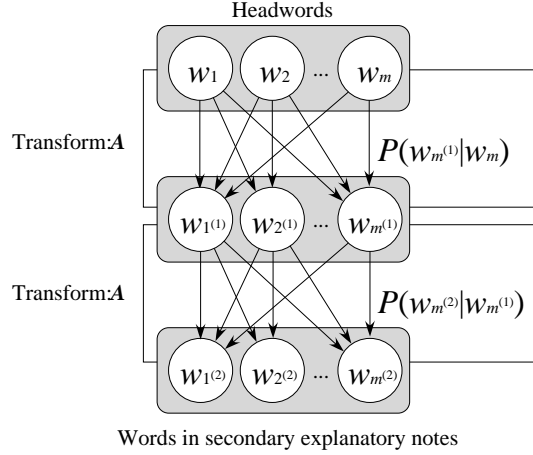 Headwords
w1 w2 ... wm
Transform:A
P(wm(1)|wm)
w1(1) w2(1) ... wm(1)
Transform:A
P(wm(2)|wm(1))
w1(2) w2(2) ... wm(2)
Words in secondary explanatory notes